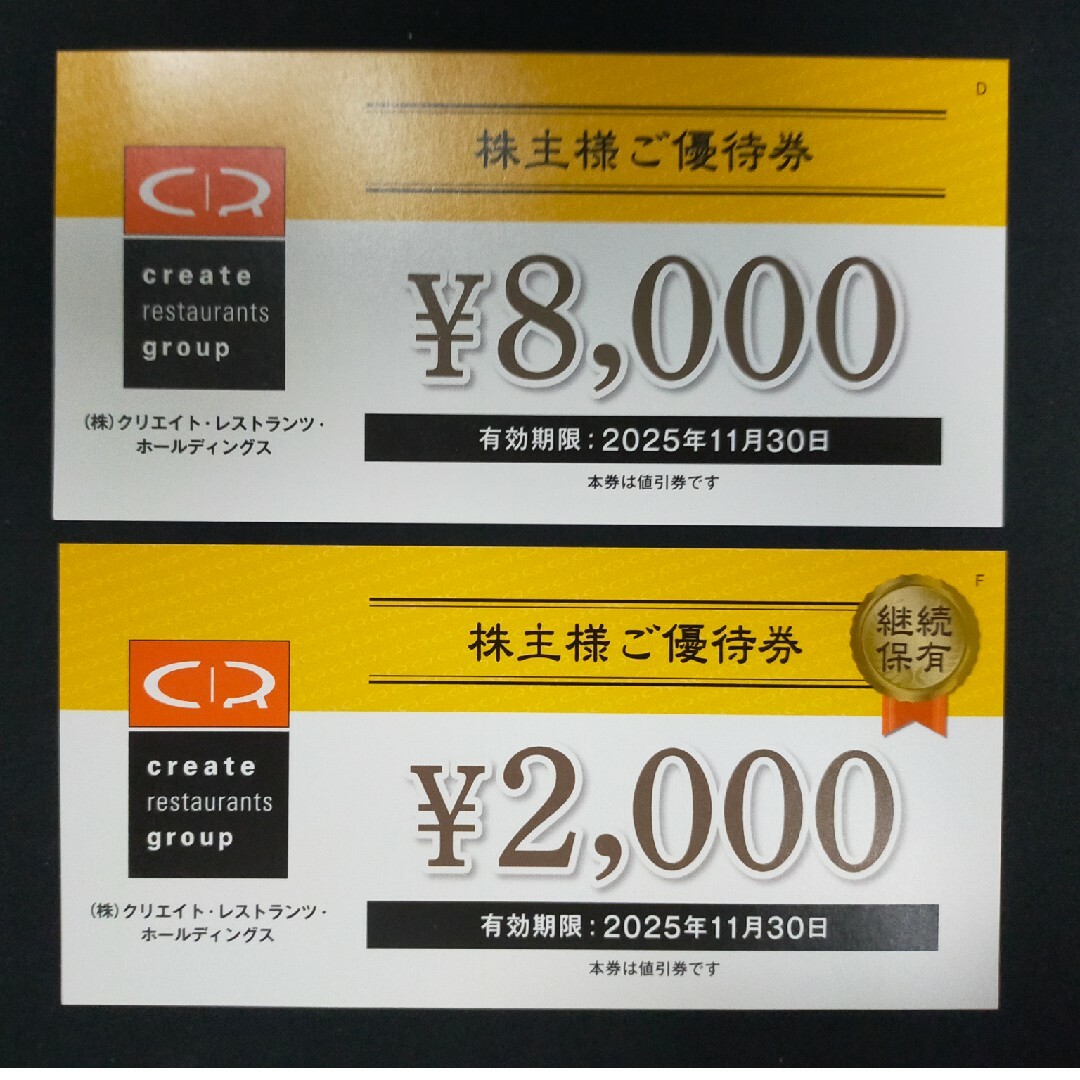 D
株主様ご優待券
CR
create
restaurants
group
¥8,000
(株)クリエイト・レストランツ・
ホールディングス
有効期限：2025年11月30日
本券は値引券です
F
株主様ご優待券
継続
保有
CR
create
restaurants
group
¥2,000
(株)クリエイト・レストランツ・
ホールディングス
有効期限：2025年11月30日
本券は値引券です